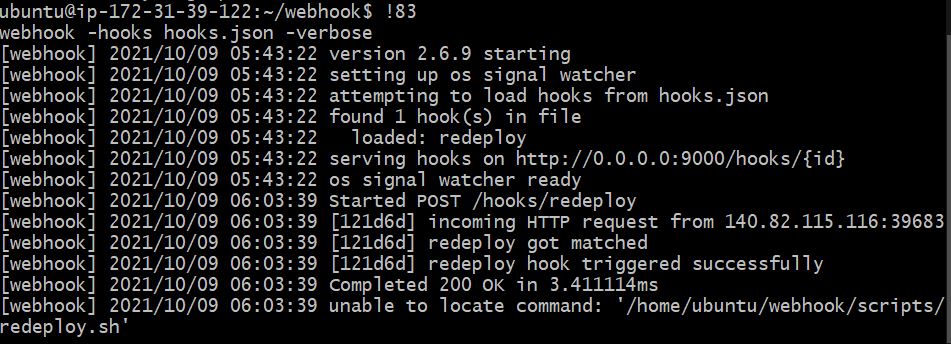 ubuntu@ip-172-31-39-122:~/webhook$ !83
webhook -hooks hooks.json -verbose
[webhook] 2021/10/09 05:43:22 version 2.6.9 starting
[webhook] 2021/10/09 05:43:22 setting up os signal watcher
[webhook] 2021/10/09 05:43:22 attempting to load hooks from hooks.json
[webhook] 2021/10/09 05:43:22 found 1 hook(s) in file
[webhook] 2021/10/09 05:43:22   loaded: redeploy
[webhook] 2021/10/09 05:43:22 serving hooks on http://0.0.0.0:9000/hooks/{id}
[webhook] 2021/10/09 05:43:22 os signal watcher ready
[webhook] 2021/10/09 06:03:39 Started POST /hooks/redeploy
[webhook] 2021/10/09 06:03:39 [121d6d] incoming HTTP request from 140.82.115.116:39683
[webhook] 2021/10/09 06:03:39 [121d6d] redeploy got matched
[webhook] 2021/10/09 06:03:39 [121d6d] redeploy hook triggered successfully
[webhook] 2021/10/09 06:03:39 Completed 200 OK in 3.411114ms
[webhook] 2021/10/09 06:03:39 unable to locate command: '/home/ubuntu/webhook/scripts/
redeploy.sh'